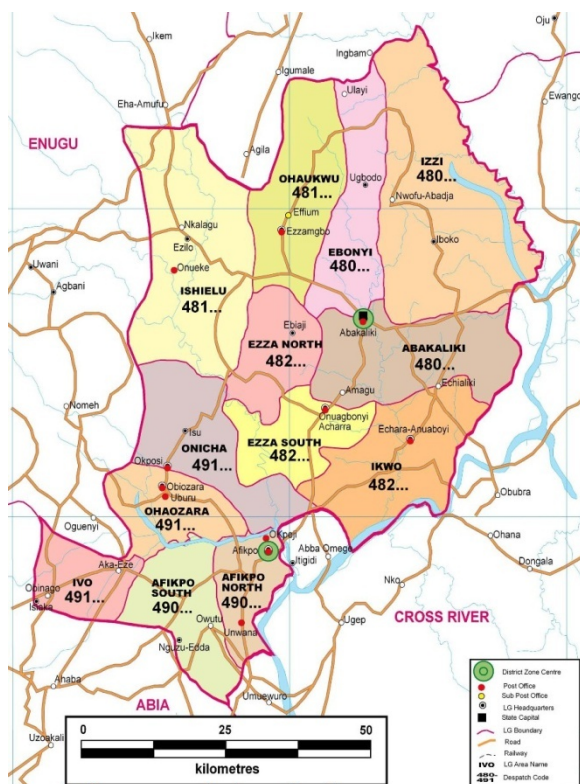 Ikem
Oju
Ingbam
Igumale
Ulayi
Eha-Amufu
Ewango
ENUGU
Agila
OHAUKWU
481...
IZZI
480...
Ugbodo
Nwofu-Abadja
Effium
Nkalagu
Ezzamgbo
Ezilo
EBONYI
480...
Iboko
Uwani
Onueke
Agbani
ISHIELU
481...
Abakaliki
Ebiaji
EZZA NORTH
482...
ABAKALIKI
480...
Echialiki
Amagu
Nomeh
Onuagbonyi
Acharra
Echara-Anuaboyi
Isu
ONICHA
491...
EZZA SOUTH
482...
IKWO
482...
Okposi
Obiozara
Uburu
Obubra
OHAOZARA
491...
Oguenyi
OKpeji
Ohana
Afikpo
Abba Omege
Itigidi
Dongala
Aka-Eze
IVO
491...
AFIKPO
SOUTH
490...
AFIKPO
NORTH
490...
Nko
Obinago
Isiaka
CROSS RIVER
Owutu
Unwana
Ugep
Nguzu-Edda
Ahaba
Umuewuro
ABIA
Uzoakoli
0 25 50
kilometres
District Zone Centre
Post Office
Sub Post Office
LG Headquarters
State Capital
LG Boundary
Road
Railway
IVO LG Area Name
480-
491 Despatch Code